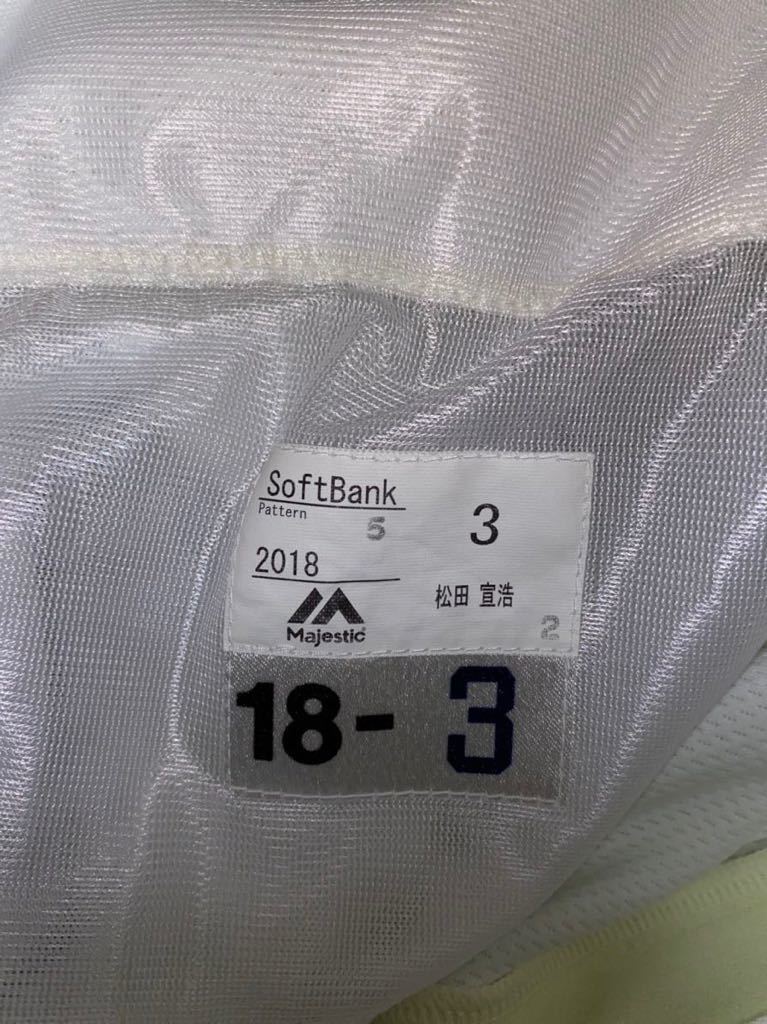 SoftBank
Pattern 5
3
2018
松田 宣浩
Majestic
2
18- 3